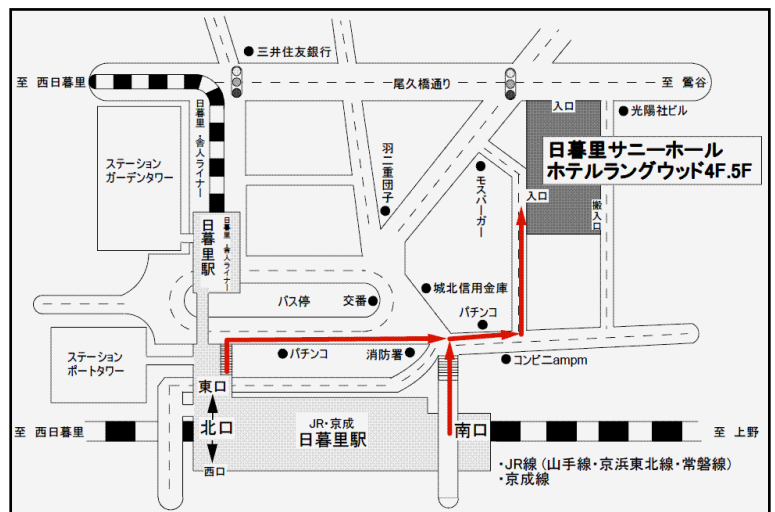 三井住友銀行
至 西日暮里
尾久橋通り
至 鶯谷
入口
光陽社ビル
日暮里・舎人ライナー
ステーション
ガーデンタワー
羽二重団子
モスバーガー
日暮里サニーホール
ホテルラングウッド4F.5F
入口
搬入口
日暮里駅
日暮里・舎人ライナー
バス停
交番
城北信用金庫
パチンコ
ステーション
ポートタワー
パチンコ
消防署
コンビニampm
東口
至 西日暮里
北口
JR・京成
日暮里駅
南口
至 上野
西口
・JR線(山手線・京浜東北線・常磐線)
・京成線